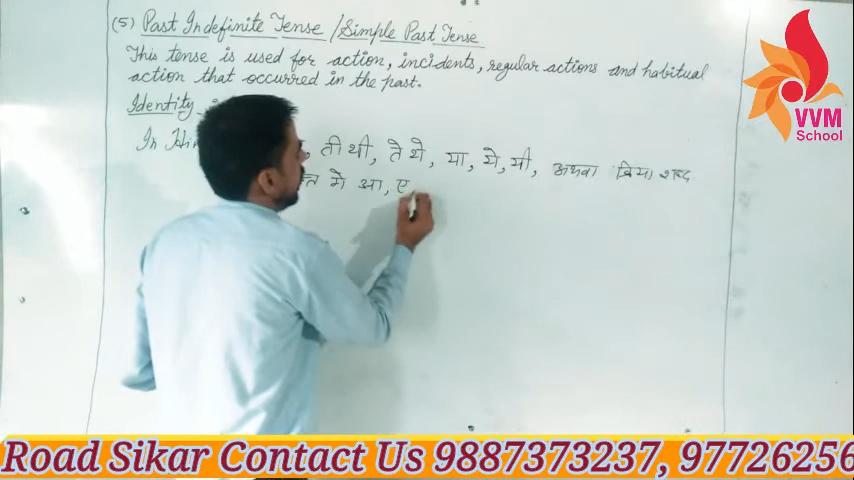 (5) Past Indefinite Tense / Simple Past Tense
This tense is used for action, incidents, regular actions and habitual
action that occurred in the past.
Identity
In Hin , ती थी, ते थे, या, ये, यी, अथवा क्रिया शब्द
में आ, ए
VVM
School
Road Sikar Contact Us 9887373237, 97726256